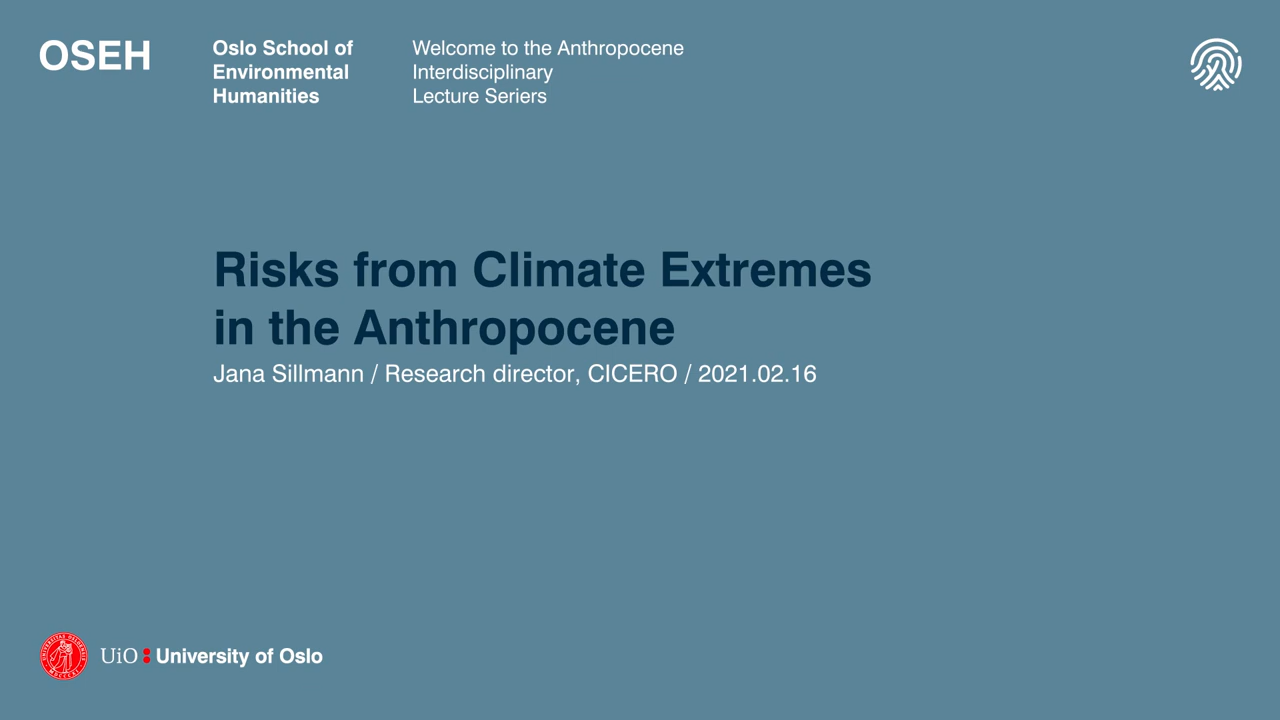 OSEH
Oslo School of
Environmental
Humanities
Welcome to the Anthropocene
Interdisciplinary
Lecture Seriers
Risks from Climate Extremes
in the Anthropocene
Jana Sillmann / Research director, CICERO / 2021.02.16
UiO : University of Oslo